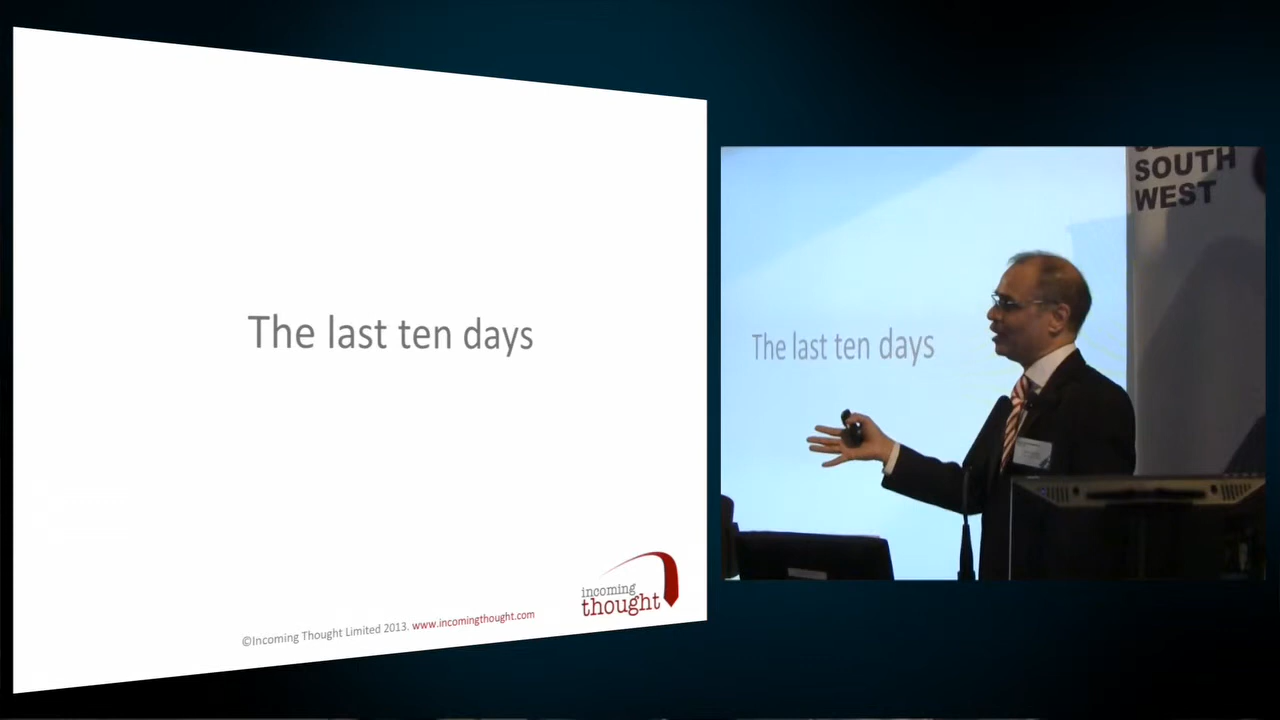 The last ten days
incoming
thought
©Incoming Thought Limited 2013. www.incomingthought.com
SOUTH
WEST
The last ten days